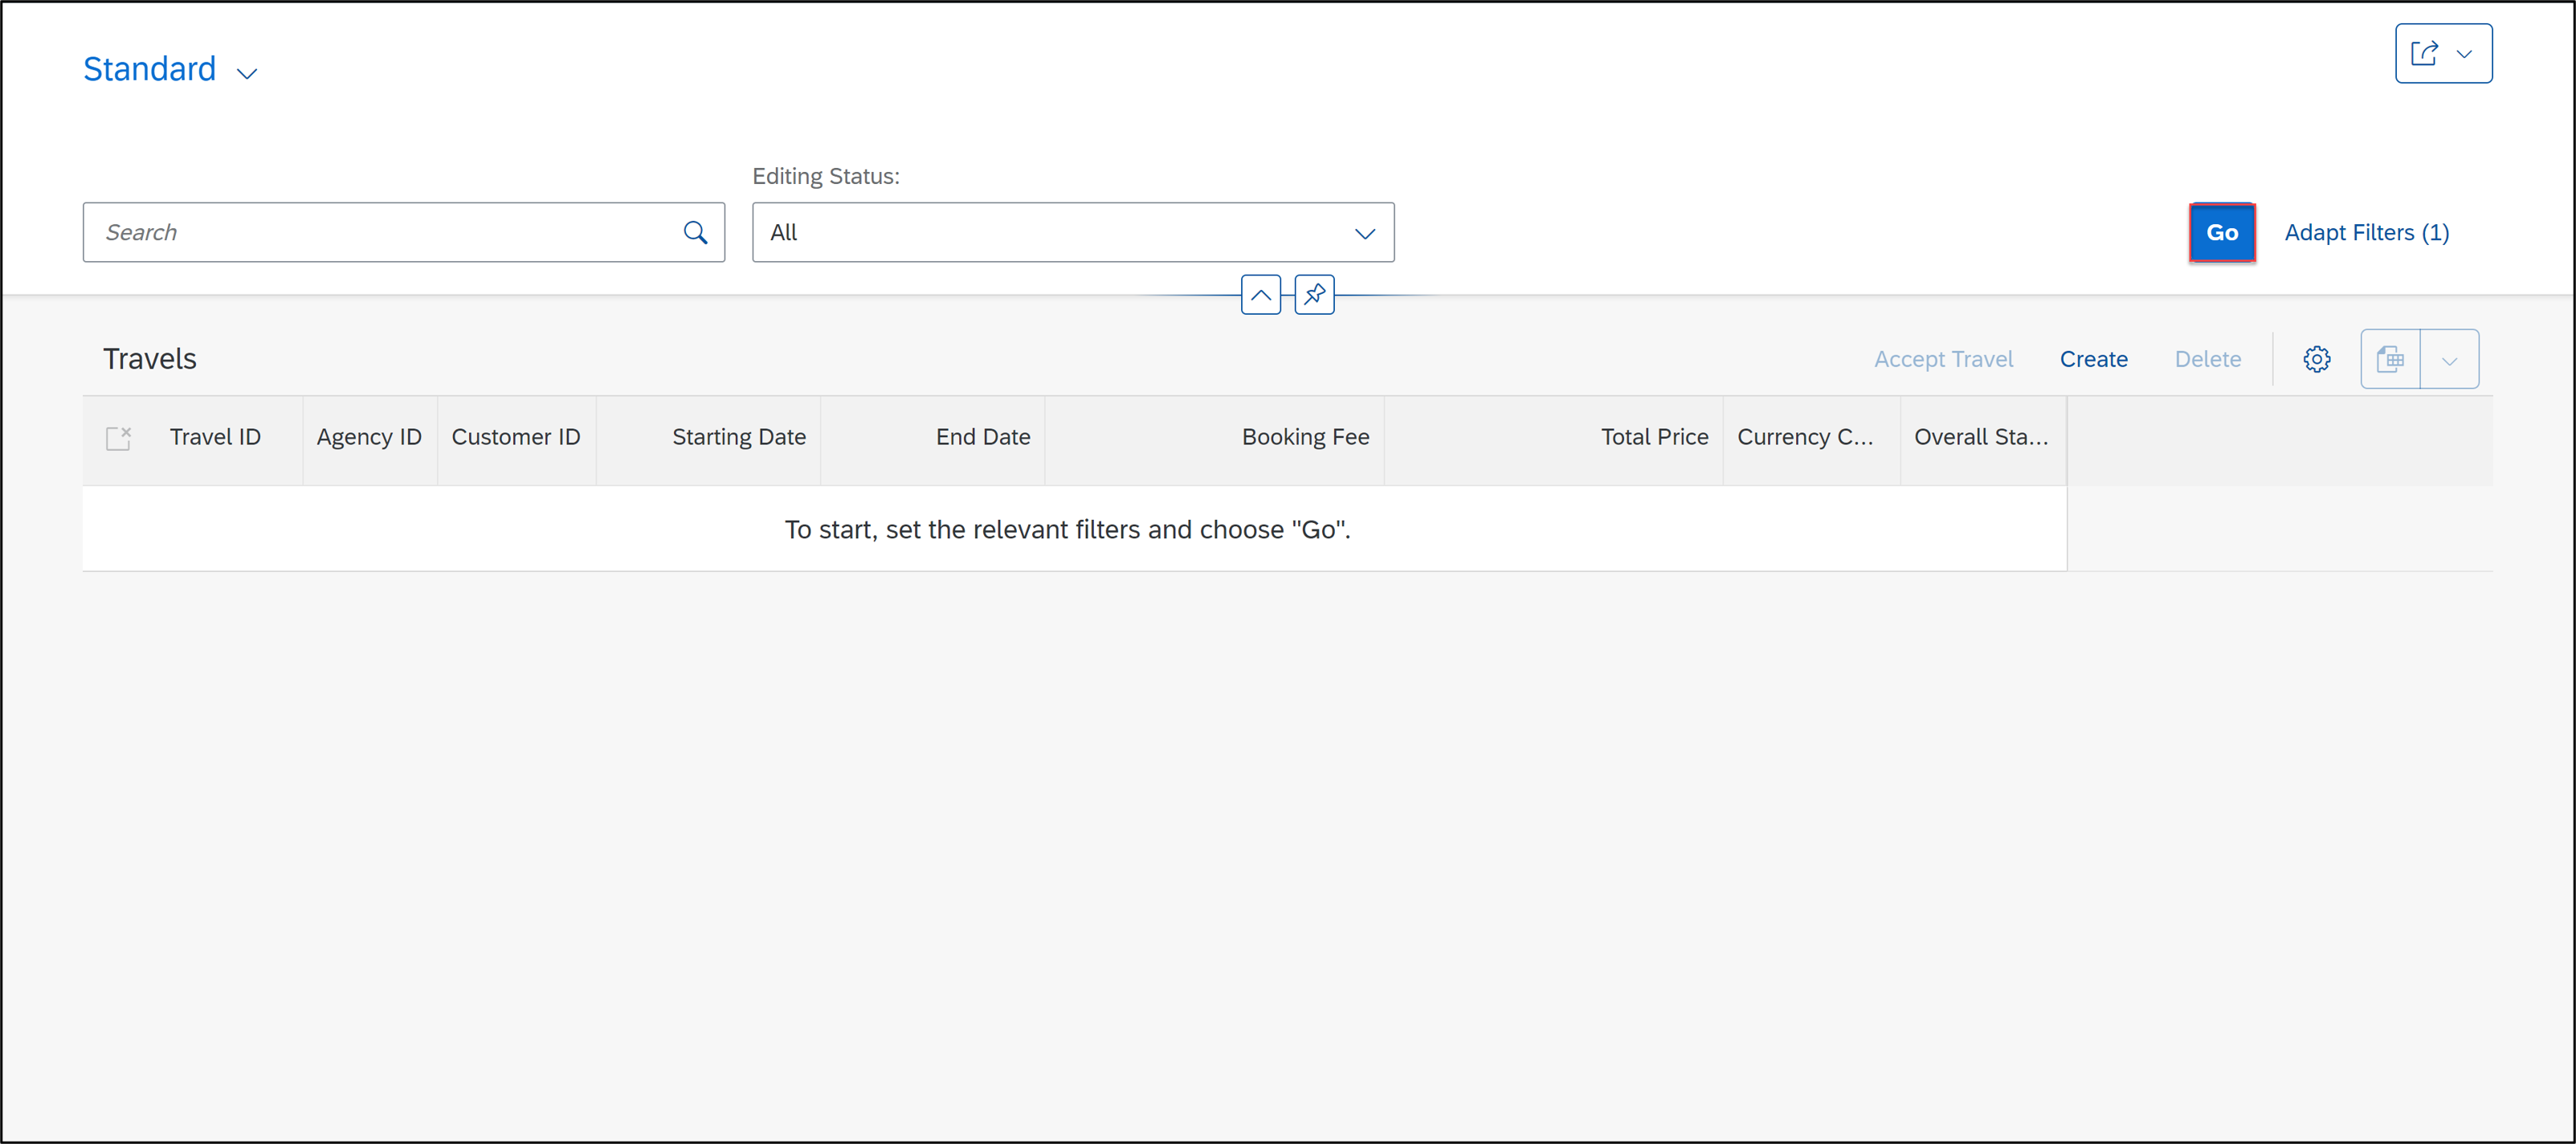 Standard
Editing Status:
Search
All
Go
Adapt Filters (1)
Travels
Accept Travel
Create
Delete
Travel ID
Agency ID
Customer ID
Starting Date
End Date
Booking Fee
Total Price
Currency C...
Overall Sta...
To start, set the relevant filters and choose "Go".